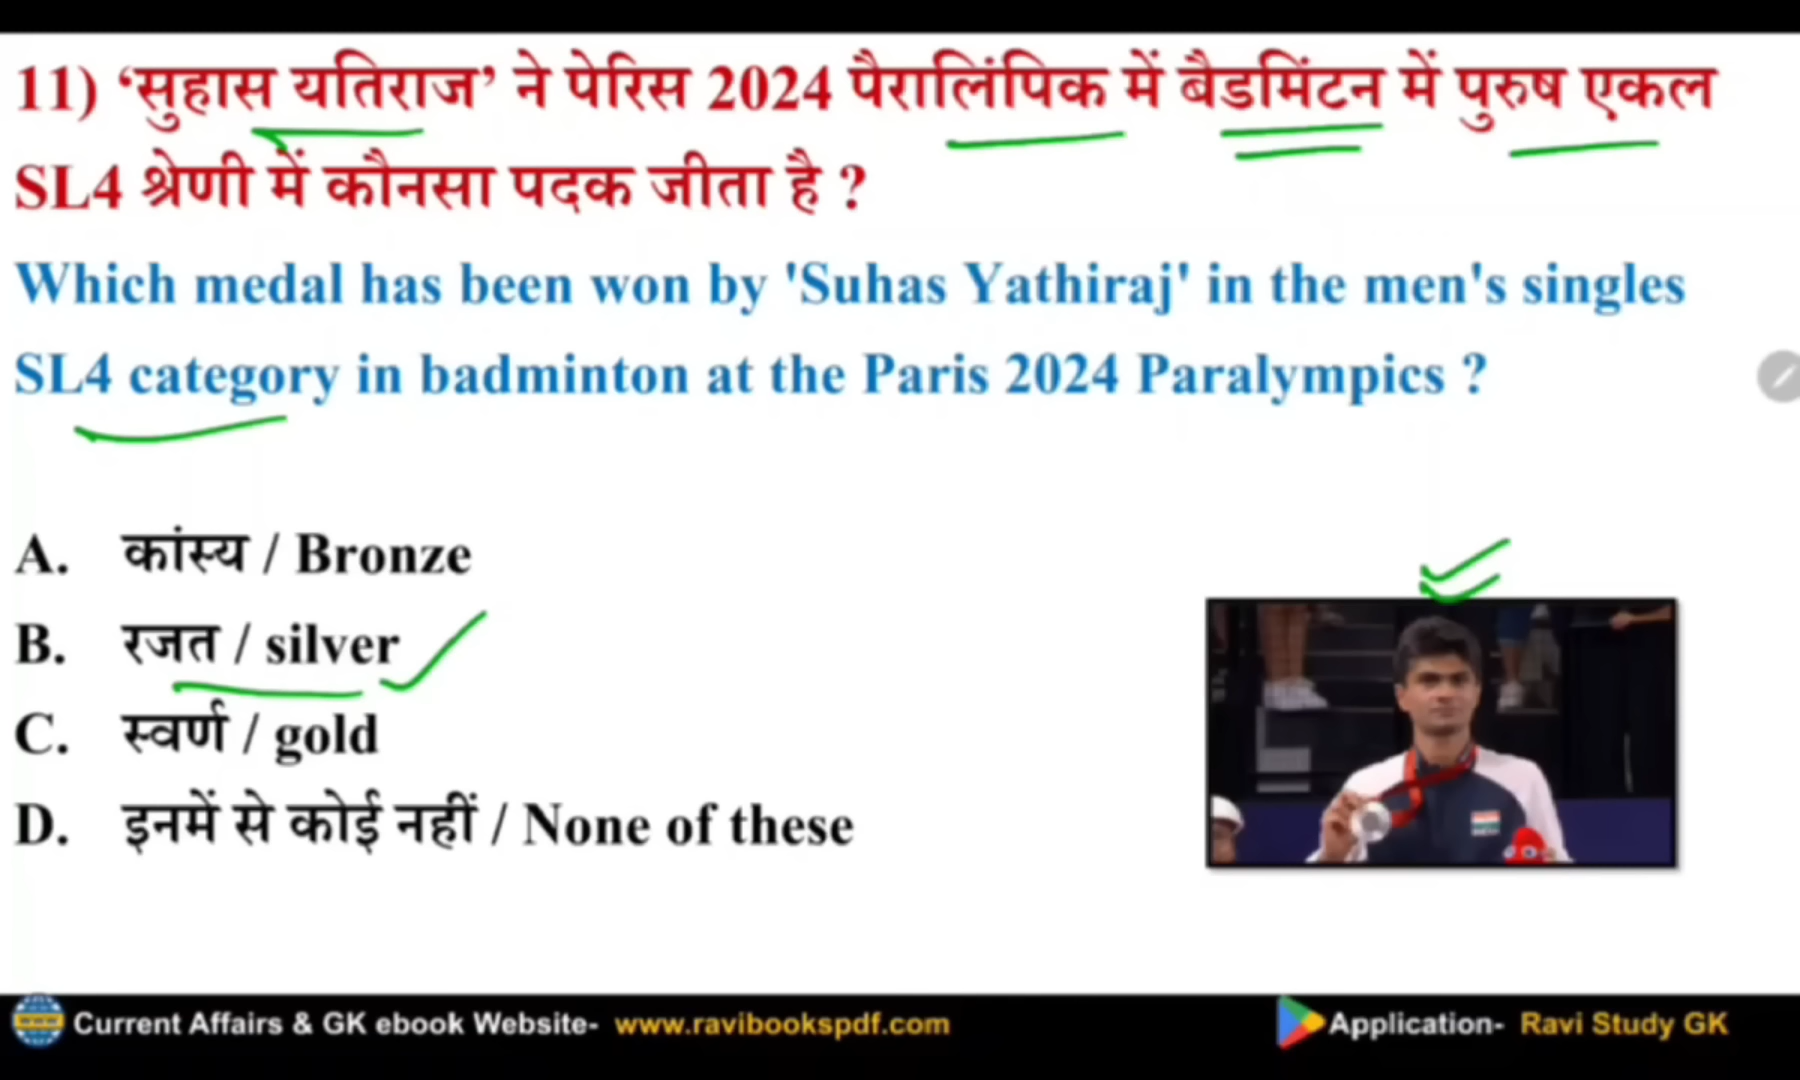 11) ‘सुहास यतिराज’ ने पेरिस 2024 पैरालिंपिक में बैडमिंटन में पुरुष एकल
SL4 श्रेणी में कौनसा पदक जीता है ?
Which medal has been won by 'Suhas Yathiraj' in the men's singles
SL4 category in badminton at the Paris 2024 Paralympics ?
A. कांस्य / Bronze
B. रजत / silver
C. स्वर्ण / gold
D. इनमें से कोई नहीं / None of these
Current Affairs & GK ebook Website- www.ravibookspdf.com
Application- Ravi Study GK